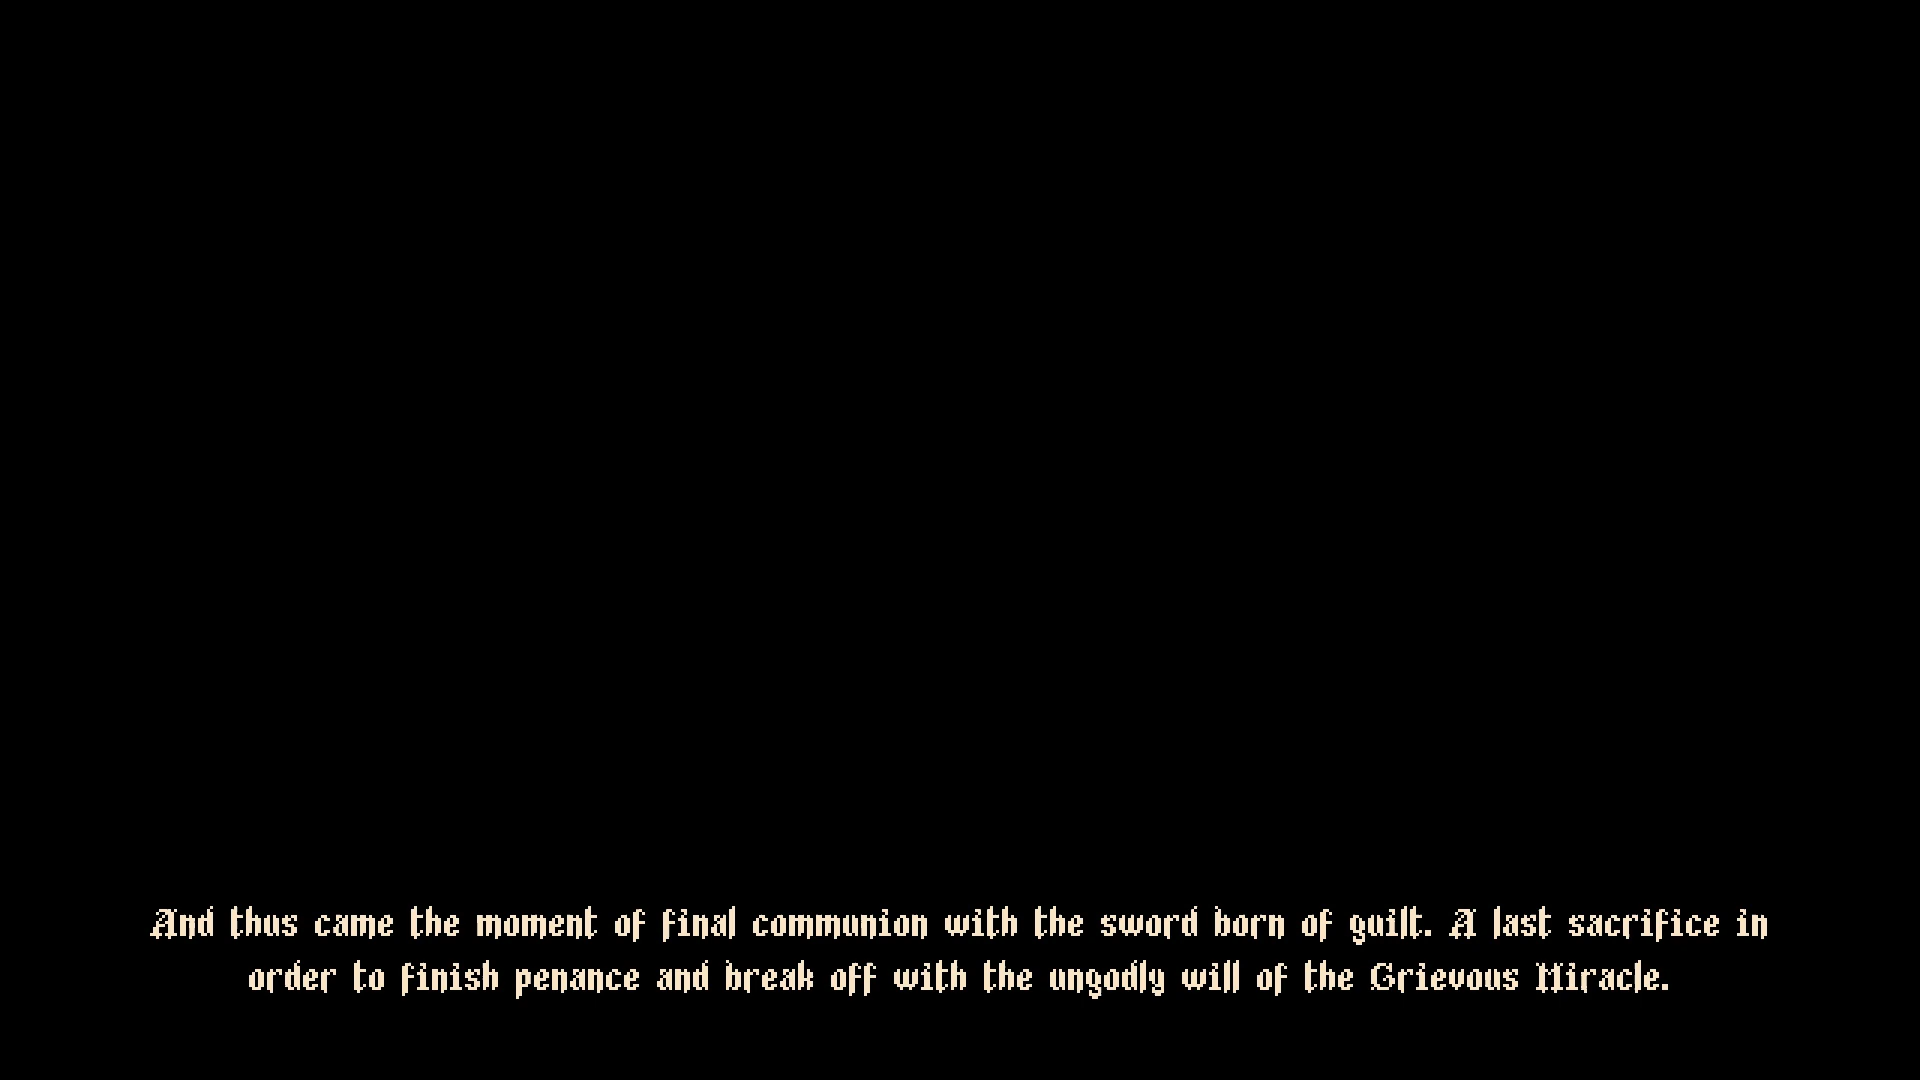 And thus came the moment of final communion with the sword born of guilt. A last sacrifice in
order to finish penance and break off with the ungodly will of the Grievous Miracle.